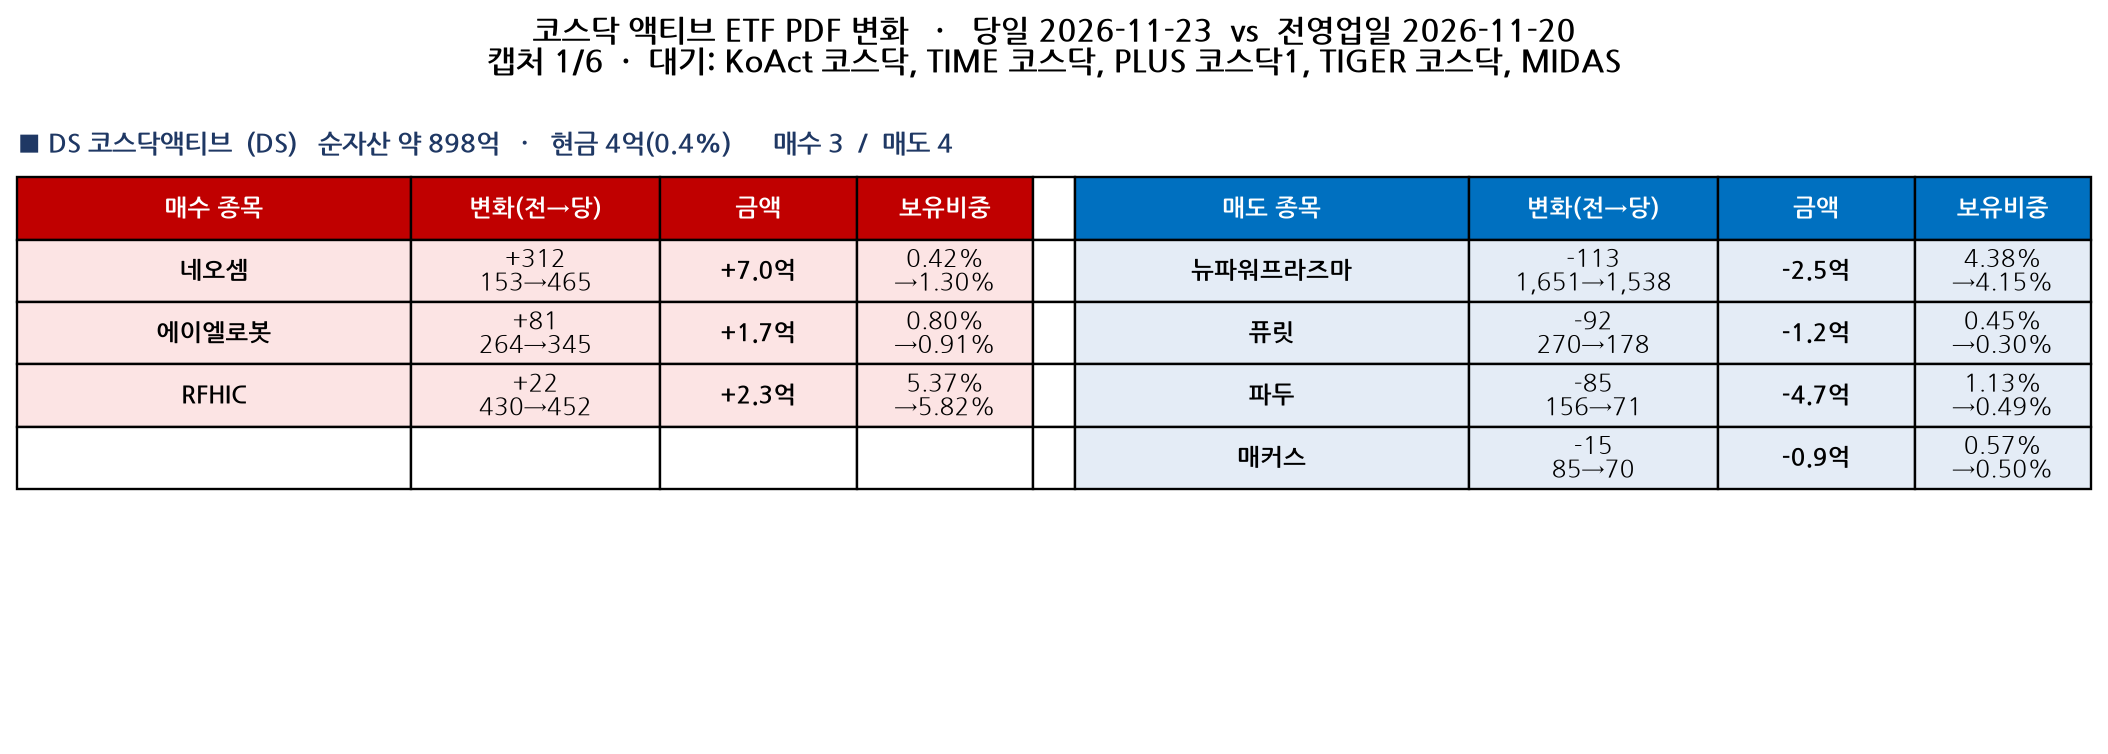 코스닥 액티브 ETF PDF 변화 · 당일 2026-11-23 vs 전영업일 2026-11-20
캡처 1/6 · 대기: KoAct 코스닥, TIME 코스닥, PLUS 코스닥1, TIGER 코스닥, MIDAS
■ DS 코스닥액티브 (DS) 순자산 약 898억 · 현금 4억(0.4%) 매수 3 / 매도 4
매수 종목 변화(전→당) 금액 보유비중 매도 종목 변화(전→당) 금액 보유비중
네오셈 +312 153→465 +7.0억 0.42% →1.30% 뉴파워프라즈마 -113 1,651→1,538 -2.5억 4.38% →4.15%
에이엘로봇 +81 264→345 +1.7억 0.80% →0.91% 퓨릿 -92 270→178 -1.2억 0.45% →0.30%
RFHIC +22 430→452 +2.3억 5.37% →5.82% 파두 -85 156→71 -4.7억 1.13% →0.49%
매커스 -15 85→70 -0.9억 0.57% →0.50%